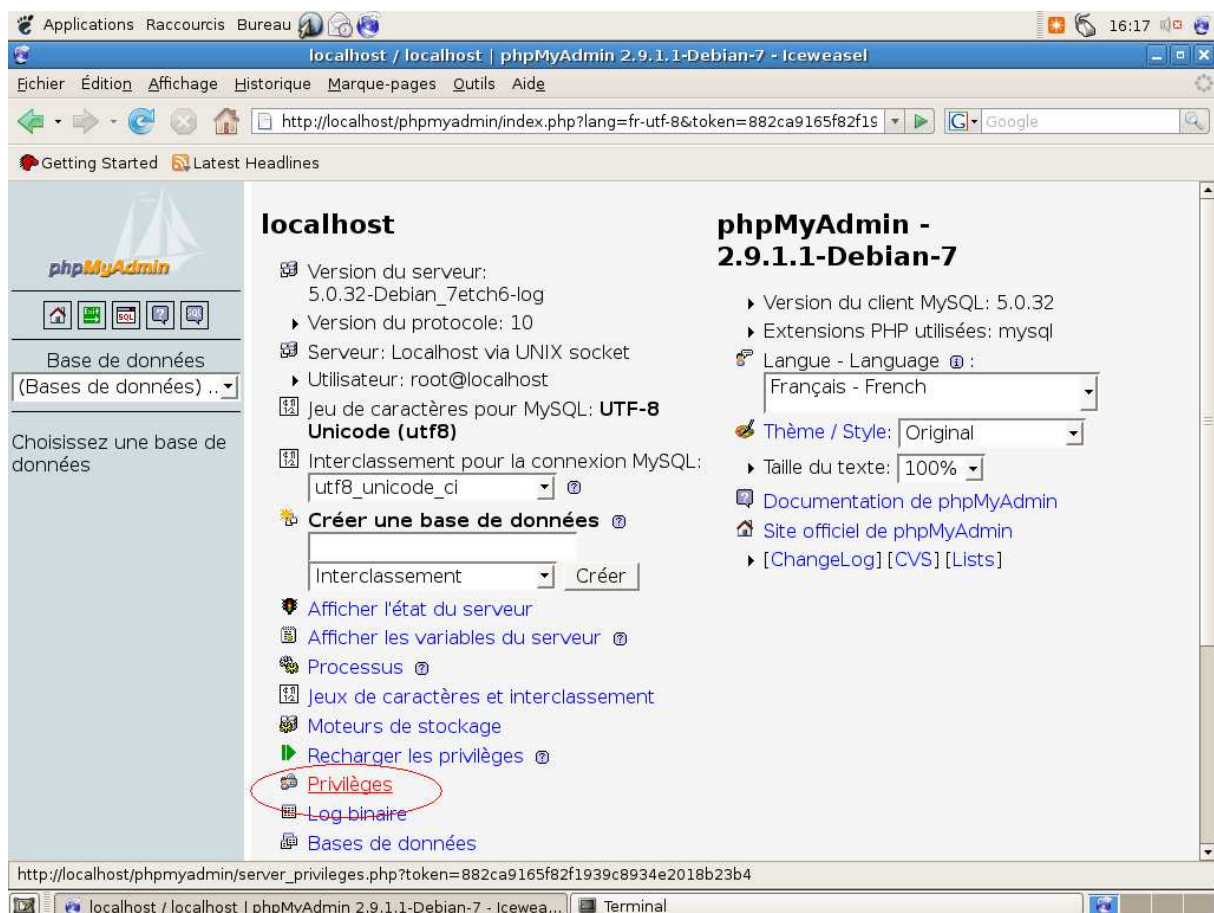 Applications Raccourcis Bureau 16:17
localhost / localhost | phpMyAdmin 2.9.1.1-Debian-7 - Iceweasel
Fichier Édition Affichage Historique Marque-pages Outils Aide
http://localhost/phpmyadmin/index.php?lang=fr-utf-8&token=882ca9165f82f19 G Google
Getting Started Latest Headlines
phpMyAdmin
SQL
Base de données
(Bases de données) ...
Choisissez une base de
données
localhost
Version du serveur:
5.0.32-Debian_7etch6-log
Version du protocole: 10
Serveur: Localhost via UNIX socket
Utilisateur: root@localhost
Jeu de caractères pour MySQL: UTF-8
Unicode (utf8)
Interclassement pour la connexion MySQL:
utf8_unicode_ci
Créer une base de données
Interclassement Créer
Afficher l'état du serveur
Afficher les variables du serveur
Processus
Jeux de caractères et interclassement
Moteurs de stockage
Recharger les privilèges
Privilèges
Log binaire
Bases de données
phpMyAdmin -
2.9.1.1-Debian-7
Version du client MySQL: 5.0.32
Extensions PHP utilisées: mysql
Langue - Language :
Français - French
Thème / Style: Original
Taille du texte: 100%
Documentation de phpMyAdmin
Site officiel de phpMyAdmin
[ChangeLog] [CVS] [Lists]
http://localhost/phpmyadmin/server_privileges.php?token=882ca9165f82f1939c8934e2018b23b4
localhost / localhost | phpMyAdmin 2.9.1.1-Debian-7 - Icewea... Terminal